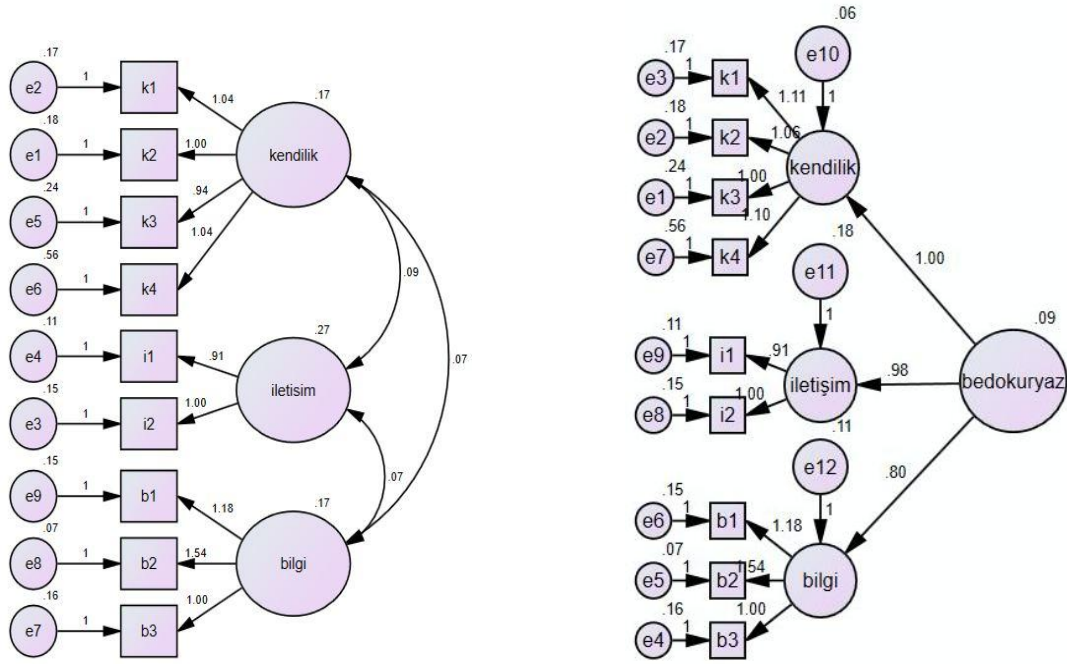 .17
e2 1 k1
1.04
.17
.18
e1 1 k2 1.00 kendilik
.24
.94
e5 1 k3
1.04
.56
e6 1 k4
.09
.11
.27
e4 1 i1 .91
.07
iletisim
.15
e3 1 i2 1.00
.15
e9 1 b1
.07
1.18
.17
.07
e8 1 b2 1.54 bilgi
.16
1.00
e7 1 b3
.06
e10
.17
e3 1 k1
1.11
1
.18
e2 1 k2 1.06
kendilik
.24
e1 1 k3 1.00
1.10
.56
e7 1 k4
.18
e11
1.00
1
.09
.11
e9 1 i1 .91
iletişim .98 bedokuryaz
.15
e8 1 i2 1.00
.11
e12
.80
1
.15
e6 1 b1
1.18
.07
e5 1 b2 1.54 bilgi
.16
1.00
e4 1 b3